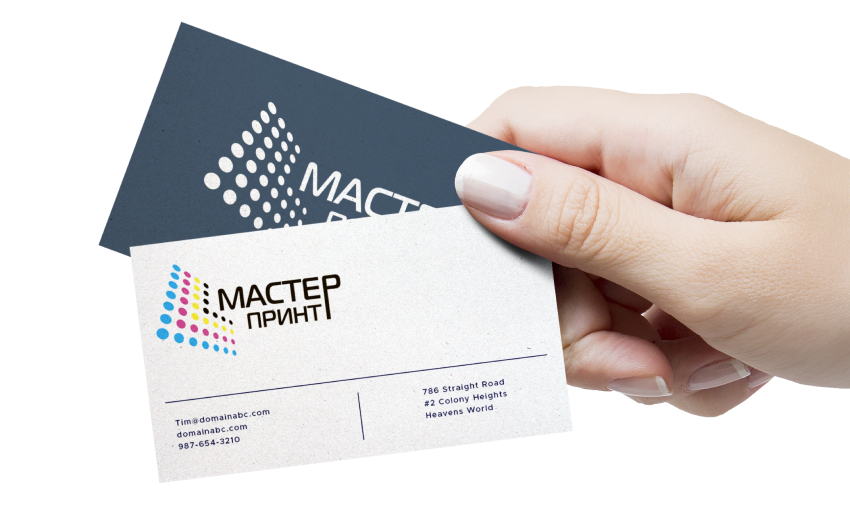 МАСТЕР
МАСТЕР
ПРИНТ
Tim@domainabc.com
domainabc.com
987-654-3210
786 Straight Road
#2 Colony Heights
Heavens World